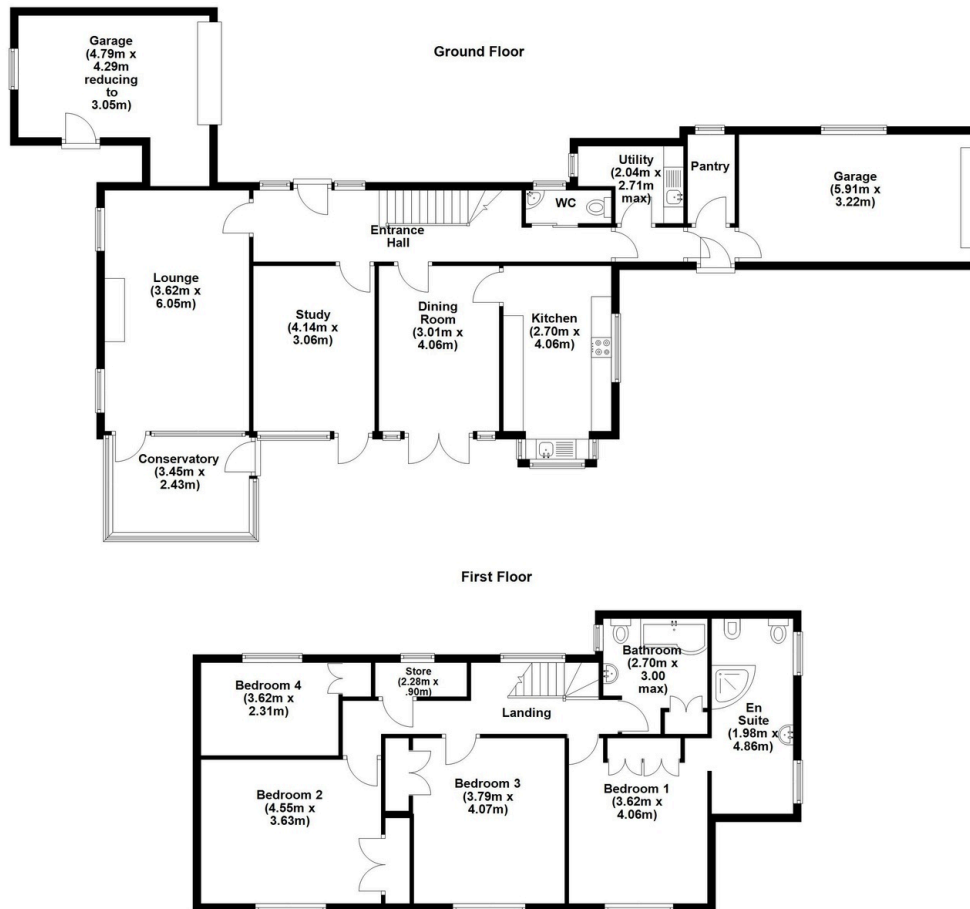 Ground Floor
Garage
(4.79m x
4.29m
reducing
to
3.05m)
Utility
(2.04m x
2.71m
max)
Pantry
Garage
(5.91m x
3.22m)
WC
Entrance
Hall
Lounge
(3.62m x
6.05m)
Study
(4.14m x
3.06m)
Dining
Room
(3.01m x
4.06m)
Kitchen
(2.70m x
4.06m)
Conservatory
(3.45m x
2.43m)
First Floor
Bedroom 4
(3.62m x
2.31m)
Store
(2.28m x
.90m)
Landing
Bathroom
(2.70m x
3.00
max)
En
Suite
(1.98m x
4.86m)
Bedroom 2
(4.55m x
3.63m)
Bedroom 3
(3.79m x
4.07m)
Bedroom 1
(3.62m x
4.06m)